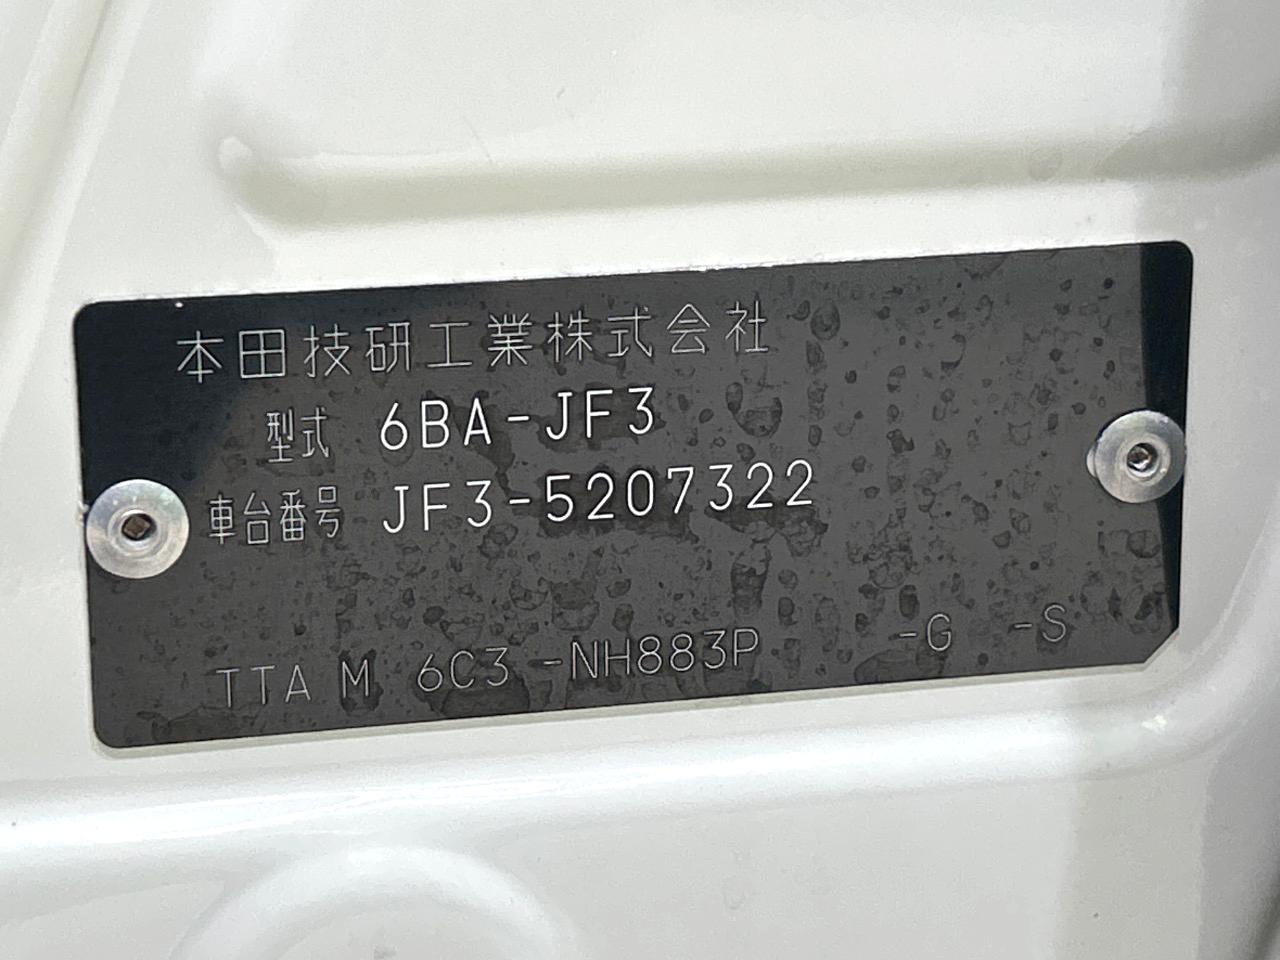 本田技研工業株式会社
型式 6BA-JF3
車台番号 JF3-5207322
TTA M 6C3 -NH883P -G -S